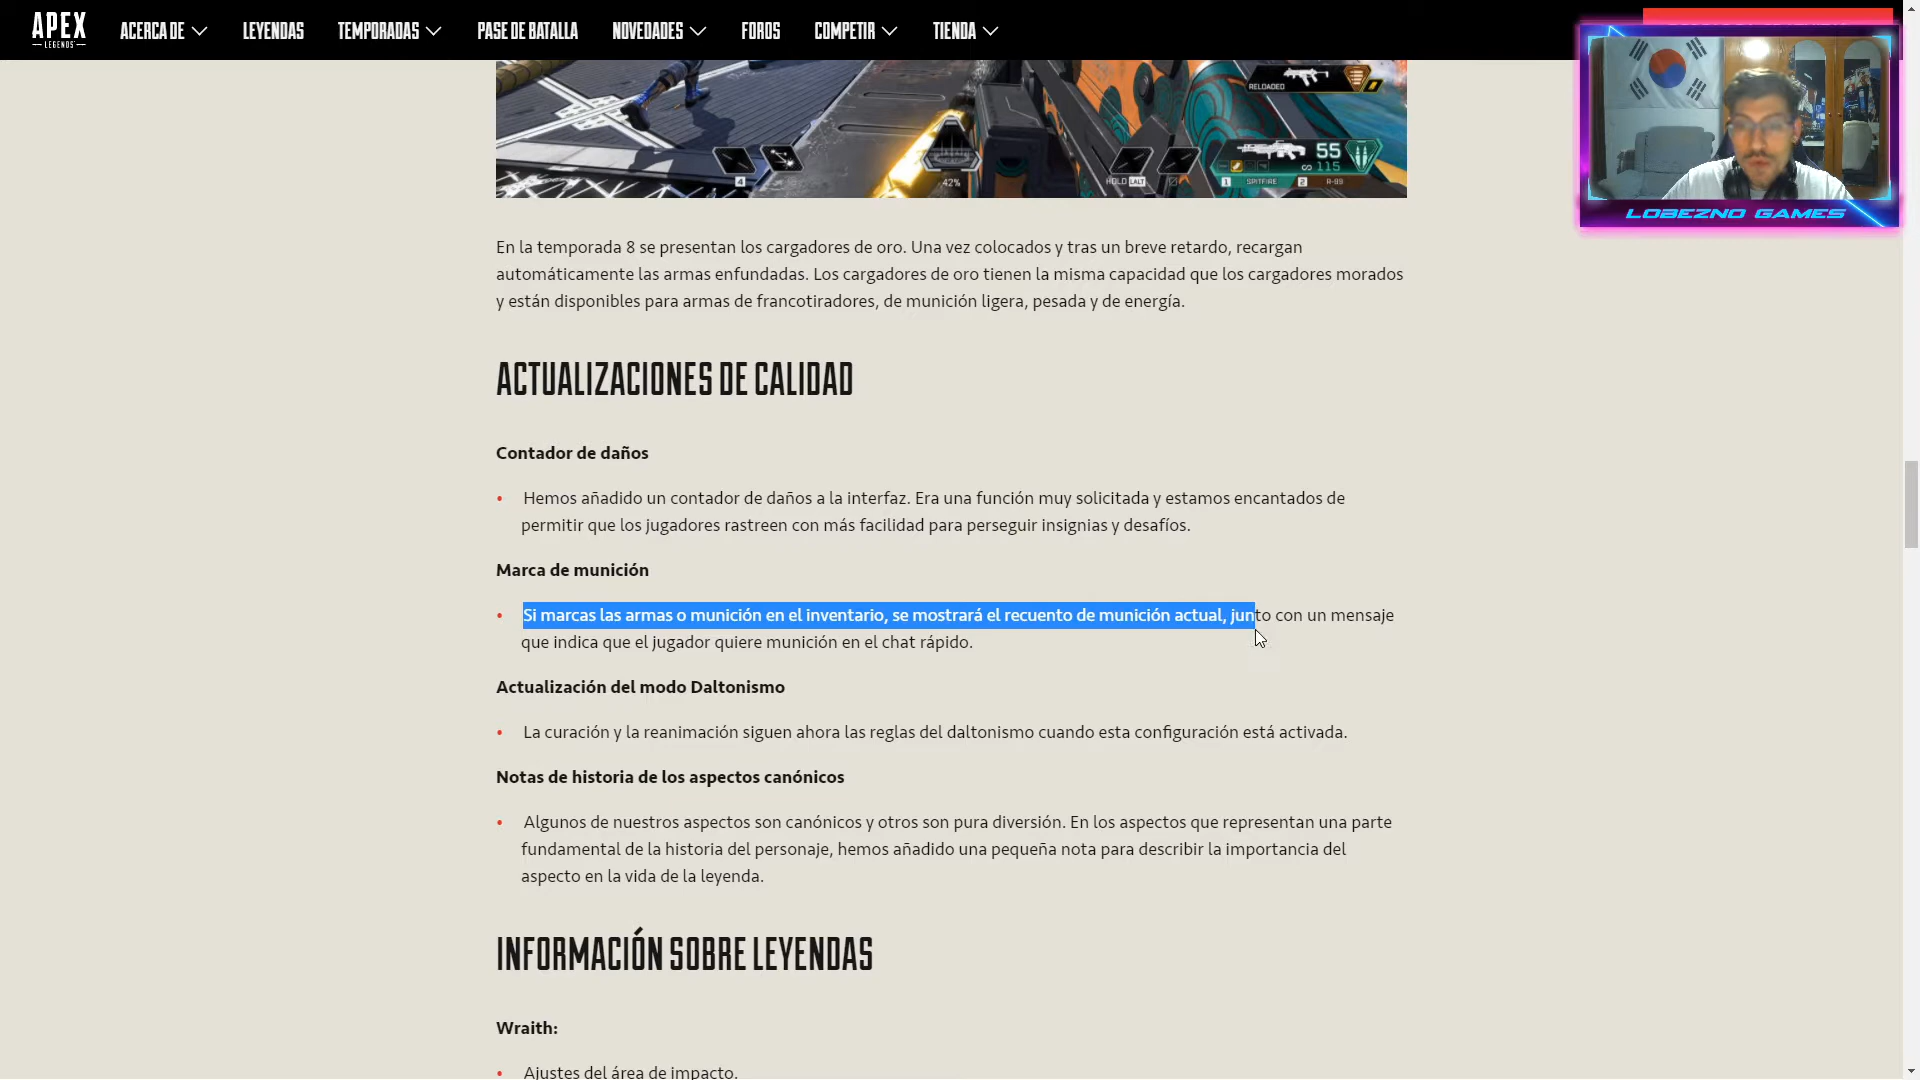 APEX
LEGENDS
ACERCA DE
LEYENDAS
TEMPORADAS
PASE DE BATALLA
NOVEDADES
FOROS
COMPETIR
TIENDA
RELOADED
4
42%
HOLD LALT
55
115
1 SPITFIRE 2 R-99
LOBEZNO GAMES
En la temporada 8 se presentan los cargadores de oro. Una vez colocados y tras un breve retardo, recargan
automáticamente las armas enfundadas. Los cargadores de oro tienen la misma capacidad que los cargadores morados
y están disponibles para armas de francotiradores, de munición ligera, pesada y de energía.
ACTUALIZACIONES DE CALIDAD
Contador de daños
• Hemos añadido un contador de daños a la interfaz. Era una función muy solicitada y estamos encantados de
permitir que los jugadores rastreen con más facilidad para perseguir insignias y desafíos.
Marca de munición
• Si marcas las armas o munición en el inventario, se mostrará el recuento de munición actual, junto con un mensaje
que indica que el jugador quiere munición en el chat rápido.
Actualización del modo Daltonismo
• La curación y la reanimación siguen ahora las reglas del daltonismo cuando esta configuración está activada.
Notas de historia de los aspectos canónicos
• Algunos de nuestros aspectos son canónicos y otros son pura diversión. En los aspectos que representan una parte
fundamental de la historia del personaje, hemos añadido una pequeña nota para describir la importancia del
aspecto en la vida de la leyenda.
INFORMACIÓN SOBRE LEYENDAS
Wraith:
• Ajustes del área de impacto.